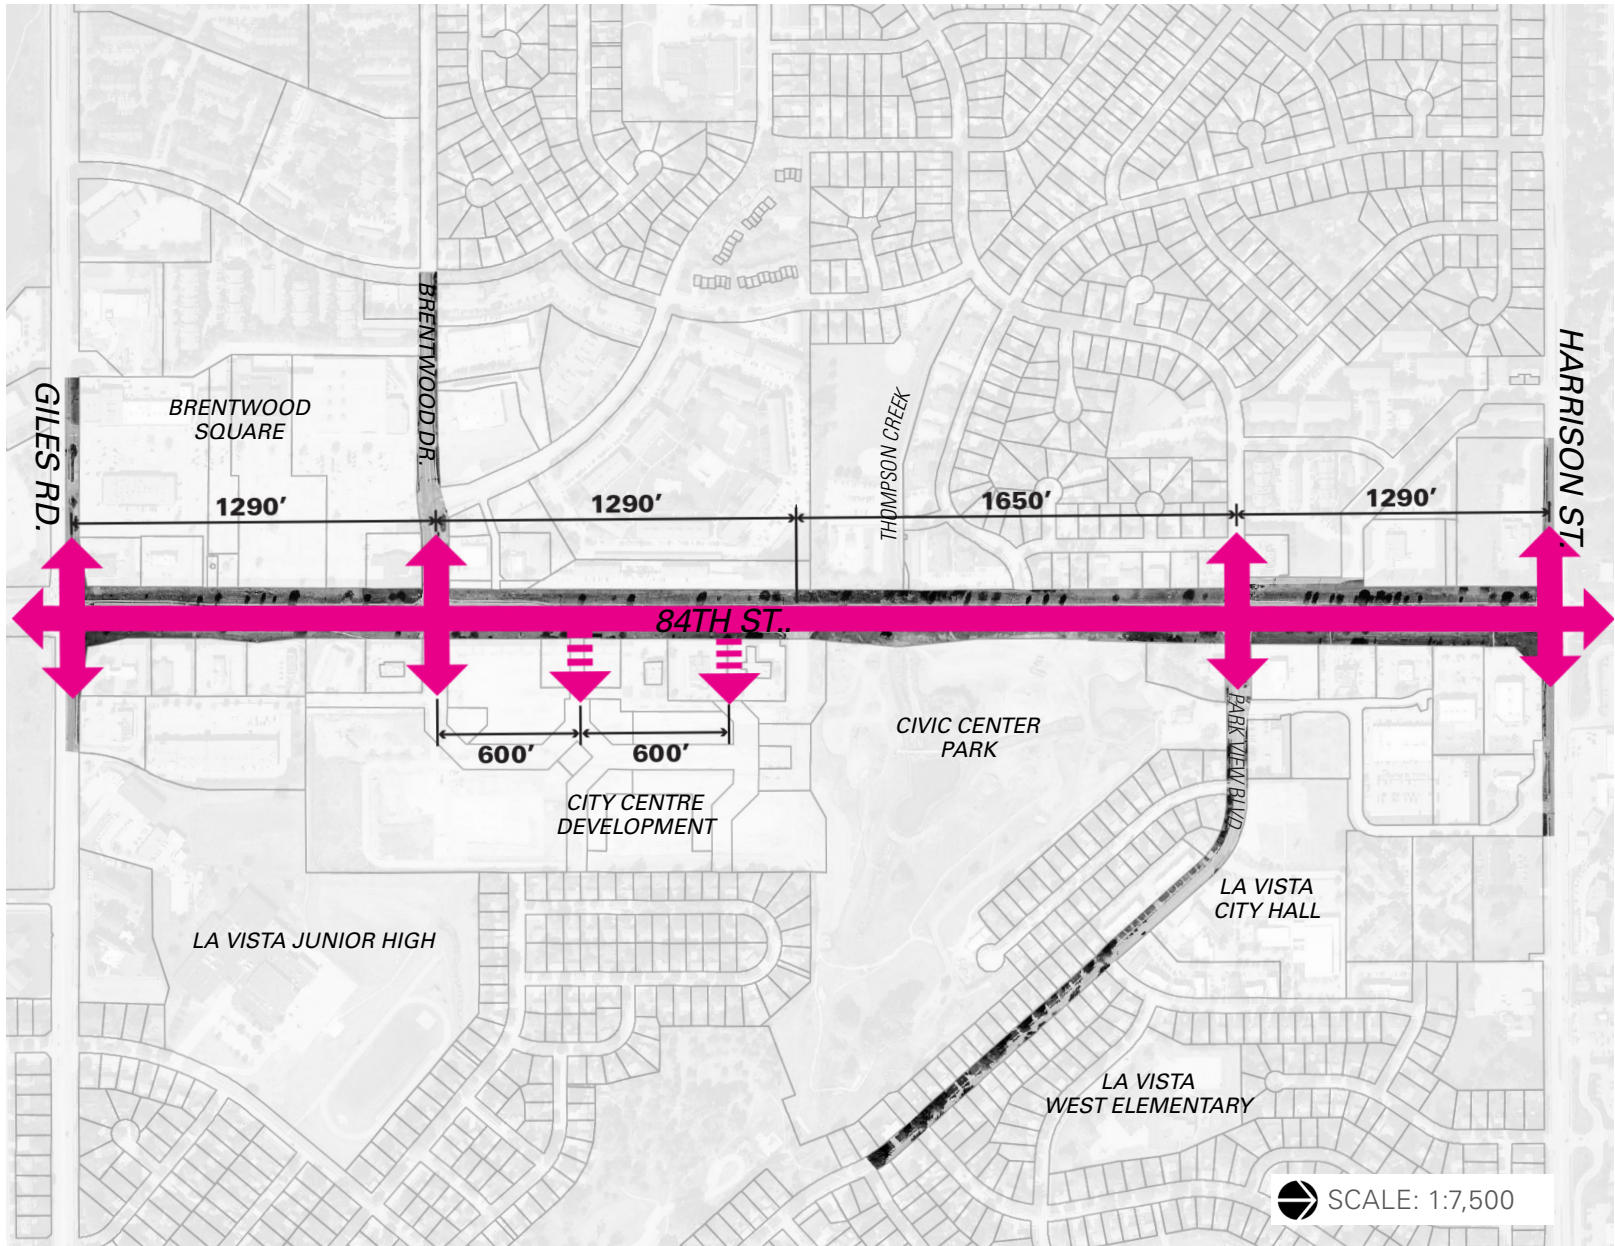 HARRISON ST.
BRENTWOOD DR.
GILES RD.
BRENTWOOD
SQUARE
THOMPSON CREEK
1290’
1290’
1650’
1290’
84TH ST..
PARK VIEW BLVD
CIVIC CENTER
PARK
600’
600’
CITY CENTRE
DEVELOPMENT
LA VISTA
CITY HALL
LA VISTA JUNIOR HIGH
LA VISTA
WEST ELEMENTARY
SCALE: 1:7,500